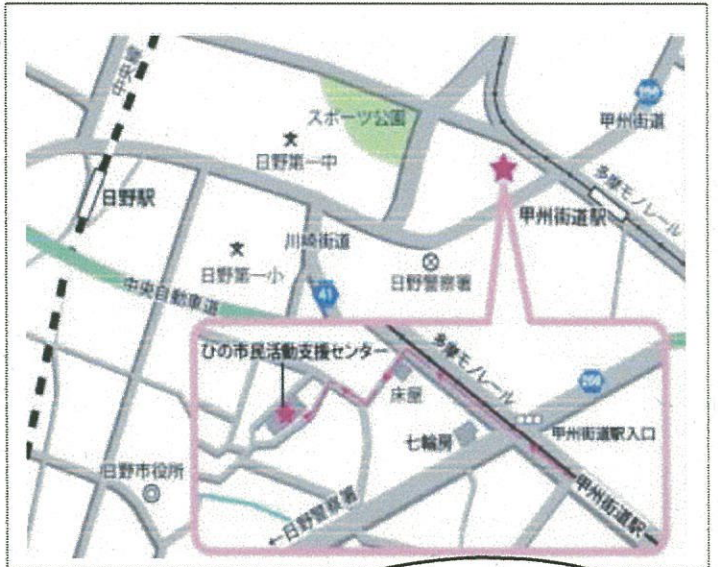 中央線
スポーツ公園
256
甲州街道
日野第一中
多摩モノレール
日野駅
甲州街道駅
川崎街道
日野第一小
日野警察署
中央自動車道
41
ひの市民活動支援センター
多摩モノレール
床屋
256
七輪房
甲州街道駅入口
日野市役所
甲州街道駅
←日野警察署